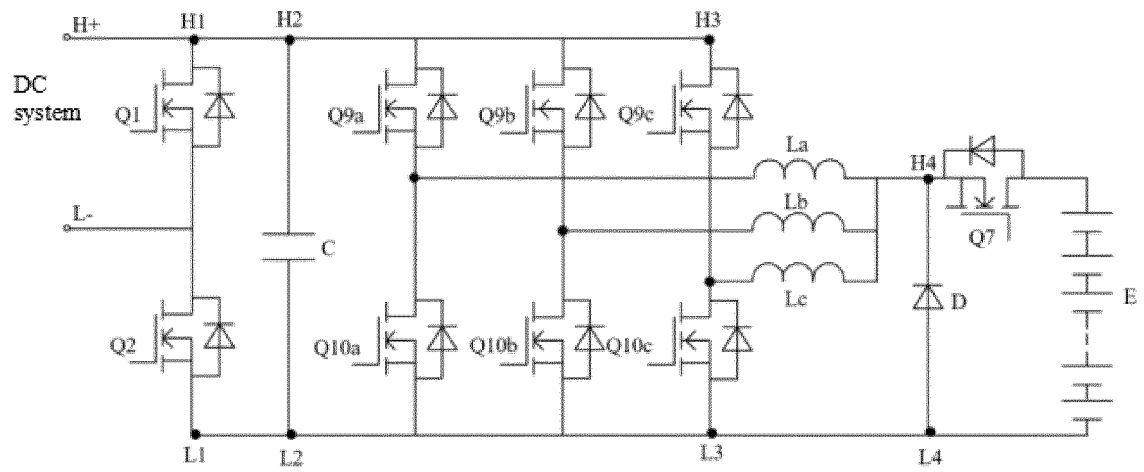 H+
H1
H2
H3
DC
system
Q1
Q9a
Q9b
Q9c
La
H4
L-
Lb
Q7
C
Lc
D
E
Q2
Q10a
Q10b
Q10c
L1
L2
L3
L4